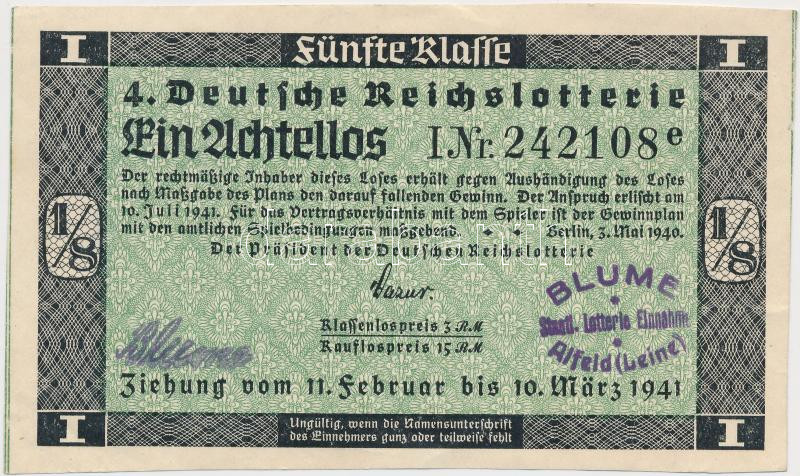 I
Fünfte Klasse
I
4. Deutsche Reichslotterie
Ein Achtellos I.Nr. 242108 e
Der rechtmäßige Inhaber dieses Loses erhält gegen Aushändigung des Loses
nach Maßgabe des Plans den darauf fallenden Gewinn. Der Anspruch erlischt am
10. Juli 1941. Für das Vertragsverhältnis mit dem Spieler ist der Gewinnplan
mit den amtlichen Spielbedingungen maßgebend. Berlin, 3. Mai 1940.
Der Präsident der Deutschen Reichslotterie
1/8
1/8
Klassenlospreis 3 RM
Kauflospreis 15 RM
BLUME
Staatl. Lotterie Einnahme
Alfeld (Leine)
Blume
Ziehung vom 11. Februar bis 10. März 1941
I
Ungültig, wenn die Namensunterschrift
des Einnehmers ganz oder teilweise fehlt
I